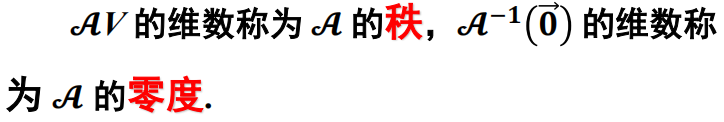 𝒜V 的维数称为 𝒜 的秩，𝒜⁻¹(0⃗) 的维数称
为 𝒜 的零度.